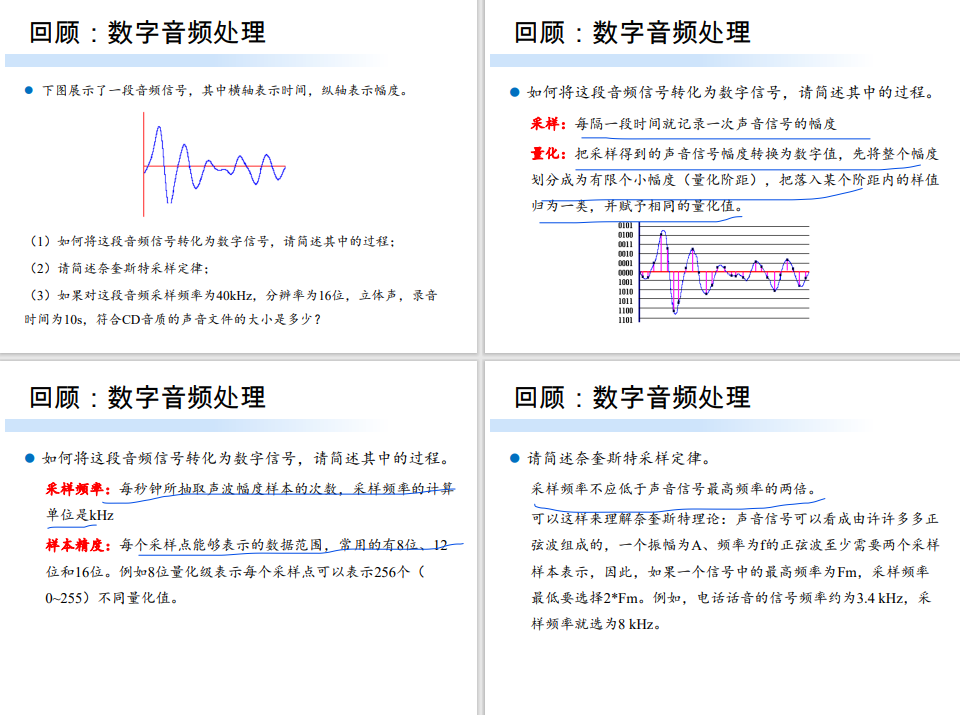 回顾：数字音频处理
下图展示了一段音频信号，其中横轴表示时间，纵轴表示幅度。
（1）如何将这段音频信号转化为数字信号，请简述其中的过程；
（2）请简述奈奎斯特采样定律；
（3）如果对这段音频采样频率为40kHz，分辨率为16位，立体声，录音
时间为10s，符合CD音质的声音文件的大小是多少？
回顾：数字音频处理
如何将这段音频信号转化为数字信号，请简述其中的过程。
采样：每隔一段时间就记录一次声音信号的幅度
量化：把采样得到的声音信号幅度转换为数字值，先将整个幅度
划分成为有限个小幅度（量化阶距），把落入某个阶距内的样值
归为一类，并赋予相同的量化值。
0101
0100
0011
0010
0001
0000
1001
1010
1011
1100
1101
回顾：数字音频处理
如何将这段音频信号转化为数字信号，请简述其中的过程。
采样频率：每秒钟所抽取声波幅度样本的次数，采样频率的计算
单位是kHz
样本精度：每个采样点能够表示的数据范围，常用的有8位、12
位和16位。例如8位量化级表示每个采样点可以表示256个（
0~255）不同量化值。
回顾：数字音频处理
请简述奈奎斯特采样定律。
采样频率不应低于声音信号最高频率的两倍。
可以这样来理解奈奎斯特理论：声音信号可以看成由许许多多正
弦波组成的，一个振幅为A、频率为f的正弦波至少需要两个采样
样本表示，因此，如果一个信号中的最高频率为Fm，采样频率
最低要选择2*Fm。例如，电话话音的信号频率约为3.4 kHz，采
样频率就选为8 kHz。